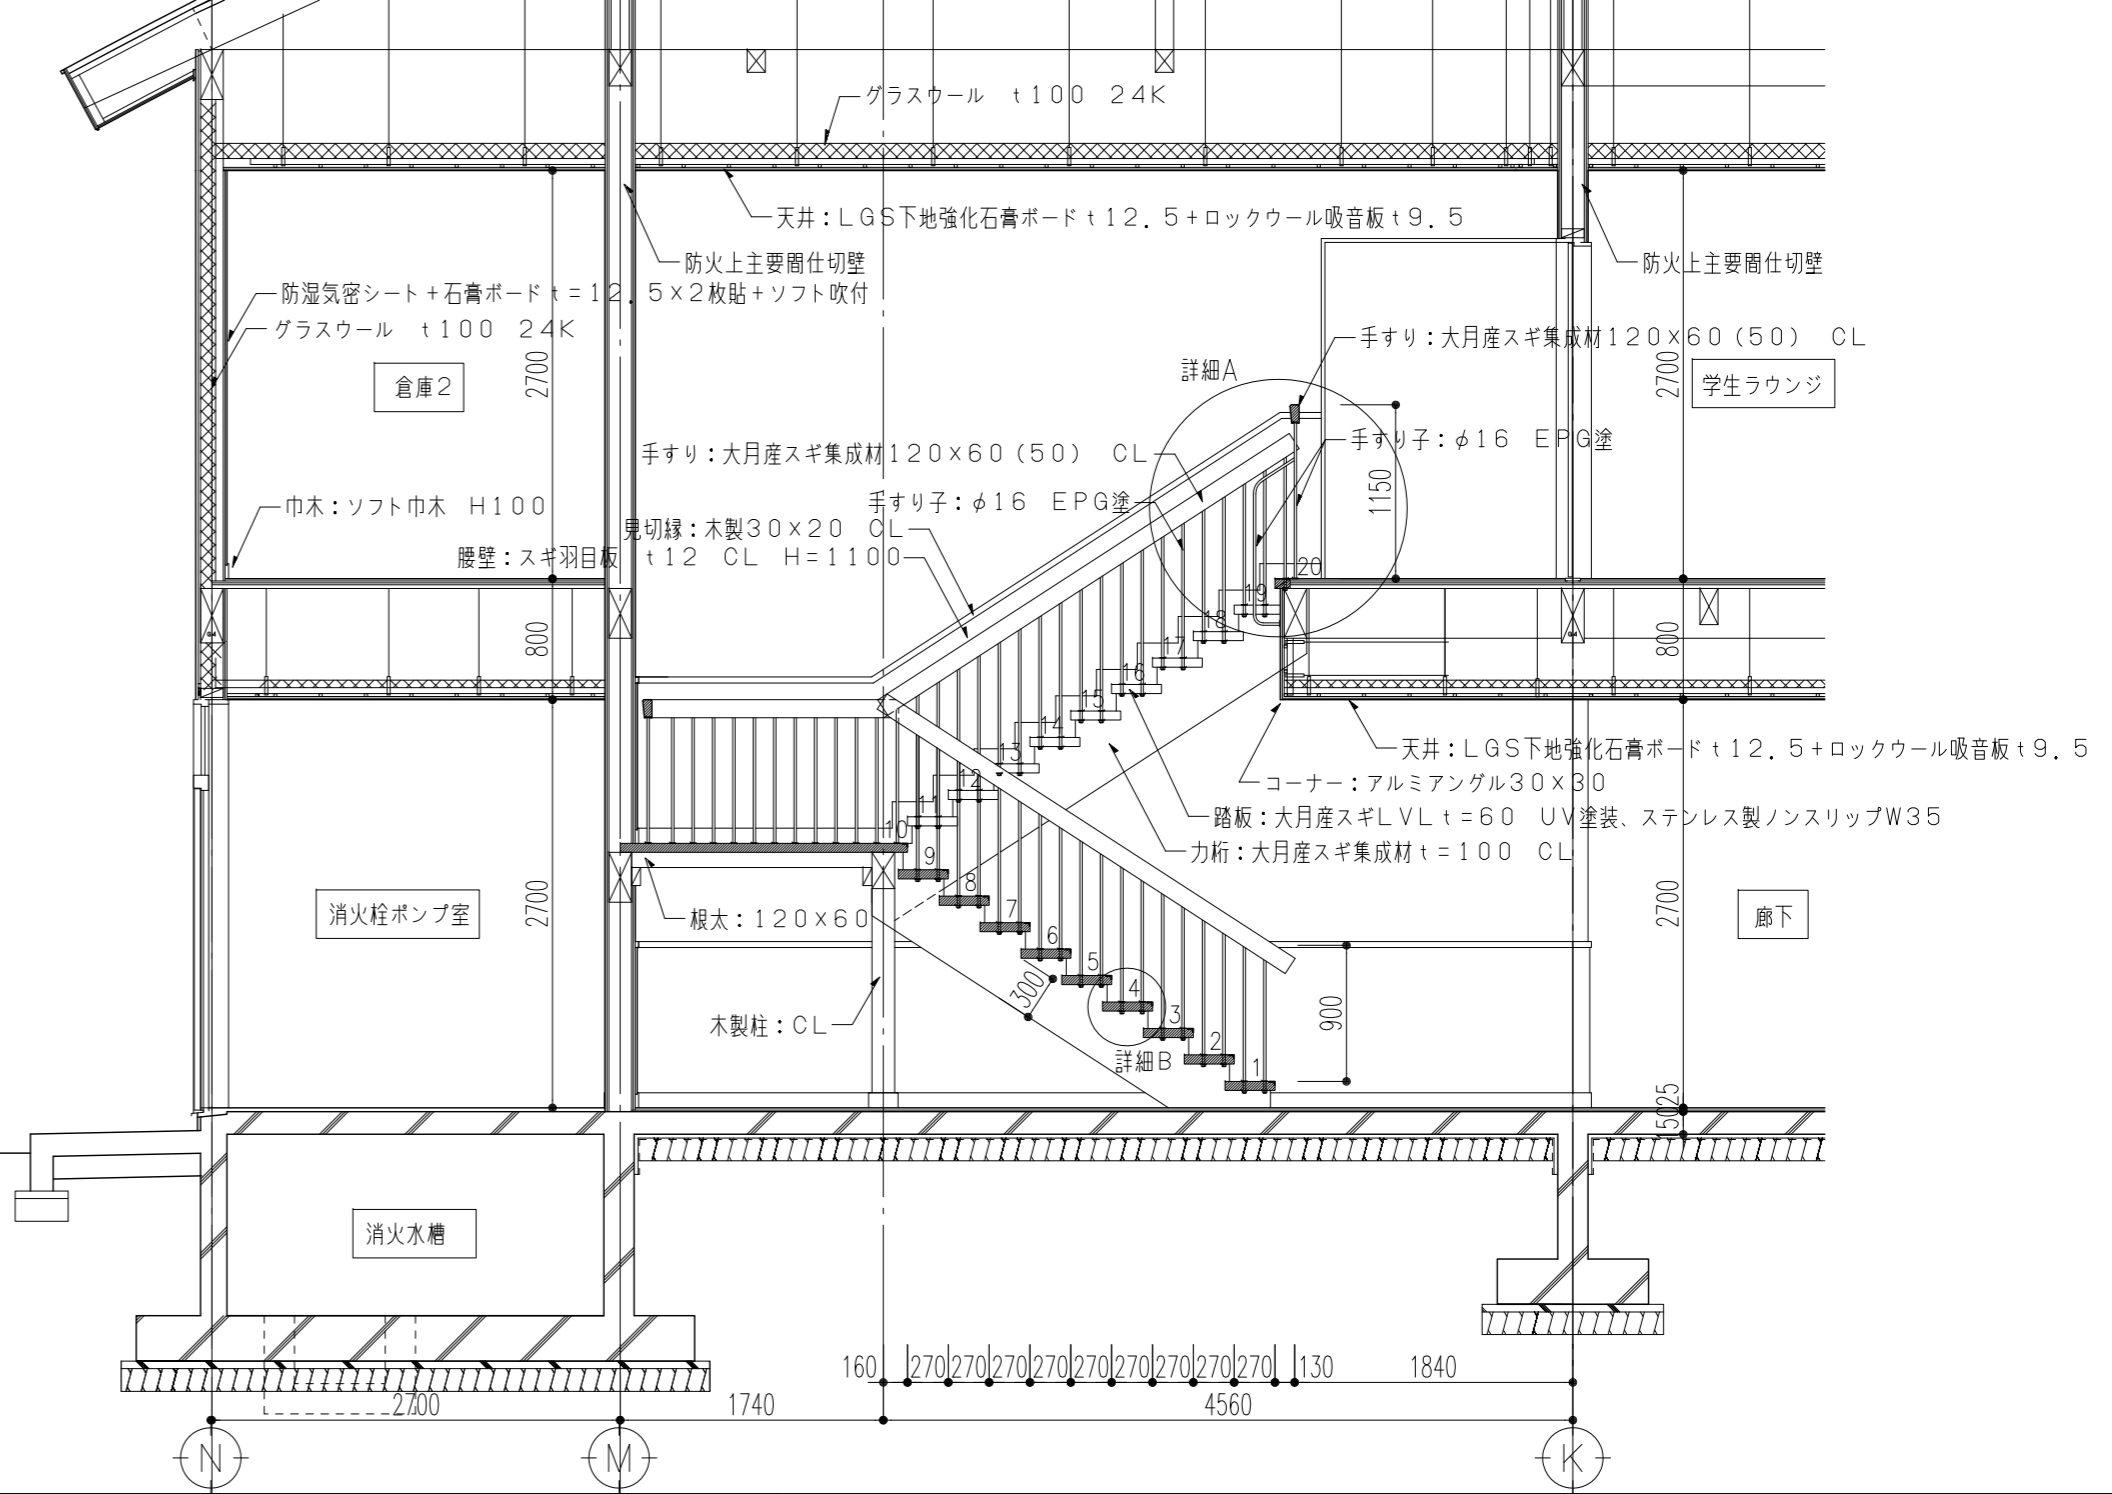 グラスウール　ｔ１００　２４Ｋ
天井：ＬＧＳ下地強化石膏ボードｔ１２．５＋ロックウール吸音板ｔ９．５
防火上主要間仕切壁
防火上主要間仕切壁
防湿気密シート＋石膏ボードｔ＝１２．５×２枚貼＋ソフト吹付
グラスウール　ｔ１００　２４Ｋ
手すり：大月産スギ集成材１２０×６０（５０）　ＣＬ
詳細A
2700
倉庫２
2700
学生ラウンジ
手すり：大月産スギ集成材１２０×６０（５０）　ＣＬ
手すり子：φ１６　ＥＰＧ塗
1150
手すり子：φ１６　ＥＰＧ塗
巾木：ソフト巾木　Ｈ１００
見切縁：木製３０×２０　ＣＬ
腰壁：スギ羽目板　ｔ１２　ＣＬ　Ｈ＝１１００
20
19
18
17
16
15
14
13
12
11
10
9
8
7
6
5
4
3
2
1
800
800
天井：ＬＧＳ下地強化石膏ボードｔ１２．５＋ロックウール吸音板ｔ９．５
コーナー：アルミアングル３０×３０
踏板：大月産スギＬＶＬｔ＝６０　ＵＶ塗装、ステンレス製ノンスリップＷ３５
力桁：大月産スギ集成材ｔ＝１００　ＣＬ
2700
消火栓ポンプ室
根太：１２０×６０
2700
廊下
300
木製柱：ＣＬ
900
詳細B
15025
消火水槽
160
270
270
270
270
270
270
270
270
270
130
1840
2700
1740
4560
N
M
K